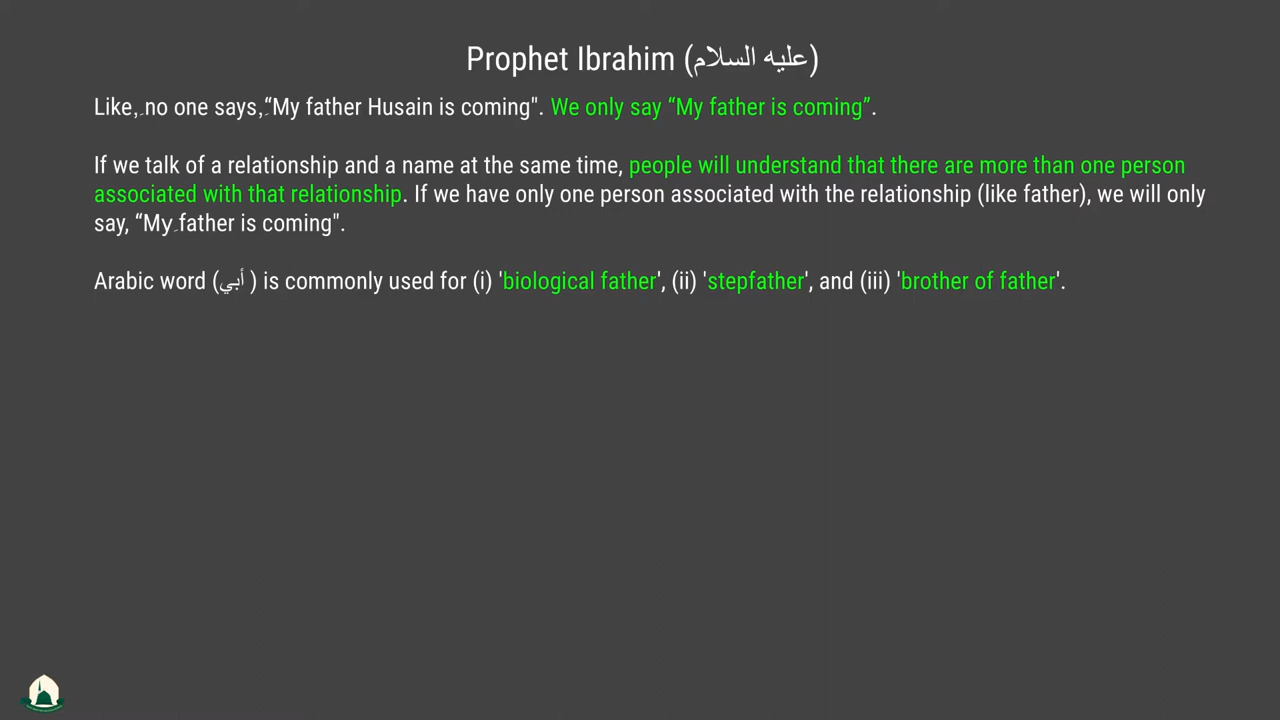 Prophet Ibrahim (عليه السلام)
Like, no one says, “My father Husain is coming". We only say “My father is coming”.
If we talk of a relationship and a name at the same time, people will understand that there are more than one person
associated with that relationship. If we have only one person associated with the relationship (like father), we will only
say, “My father is coming".
Arabic word (أبي ) is commonly used for (i) 'biological father', (ii) 'stepfather', and (iii) 'brother of father'.